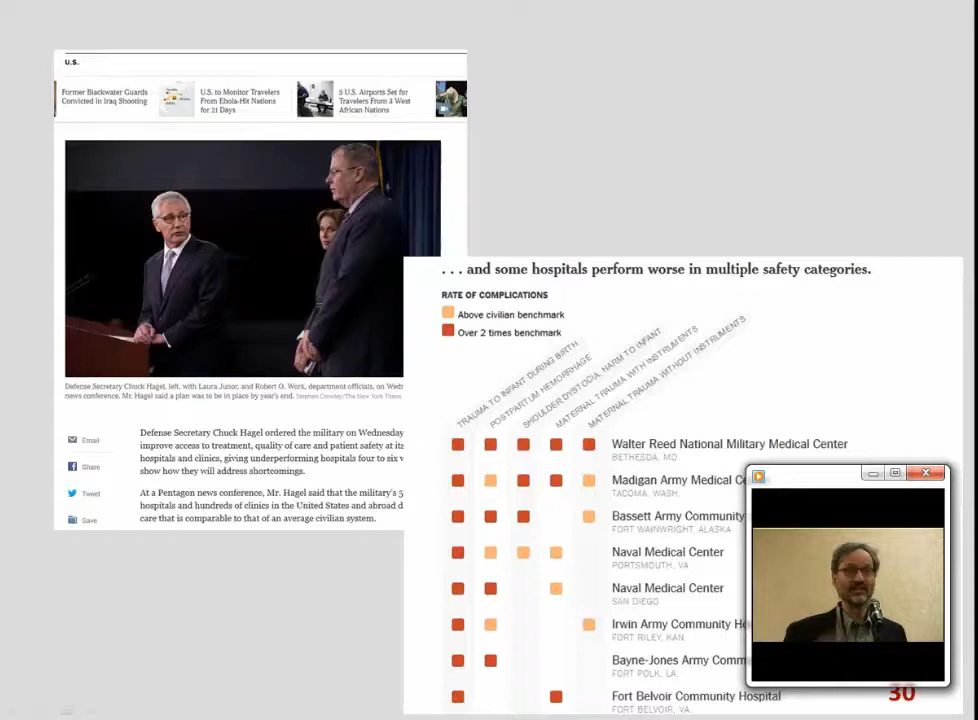 U.S.
Former Blackwater Guards
Convicted in Iraq Shooting
U.S. to Monitor Travelers
From Ebola-Hit Nations
for 21 Days
5 U.S. Airports Set for
Travelers From 3 West
African Nations
Defense Secretary Chuck Hagel, left, with Laura Junor, and Robert O. Work, department officials, on Wedr
news conference. Mr. Hagel said a plan was to be in place by year's end. Stephen Crowley/The New York Times
Email
Share
Tweet
Save
Defense Secretary Chuck Hagel ordered the military on Wednesday
improve access to treatment, quality of care and patient safety at its
hospitals and clinics, giving underperforming hospitals four to six v
show how they will address shortcomings.
At a Pentagon news conference, Mr. Hagel said that the military's 5
hospitals and hundreds of clinics in the United States and abroad d
care that is comparable to that of an average civilian system.
. . . and some hospitals perform worse in multiple safety categories.
RATE OF COMPLICATIONS
Above civilian benchmark
Over 2 times benchmark
TRAUMA TO INFANT DURING BIRTH
POSTPARTUM HEMORRHAGE
SHOULDER DYSTOCIA, HARM TO INFANT
MATERNAL TRAUMA WITH INSTRUMENTS
MATERNAL TRAUMA WITHOUT INSTRUMENTS
Walter Reed National Military Medical Center
BETHESDA, MD.
Madigan Army Medical Ce
TACOMA, WASH.
Bassett Army Community
FORT WAINWRIGHT, ALASKA
Naval Medical Center
PORTSMOUTH, VA
Naval Medical Center
SAN DIEGO
Irwin Army Community Ho
FORT RILEY, KAN.
Bayne-Jones Army Comm
FORT POLK, LA.
Fort Belvoir Community Hospital
FORT BELVOIR, VA.
30